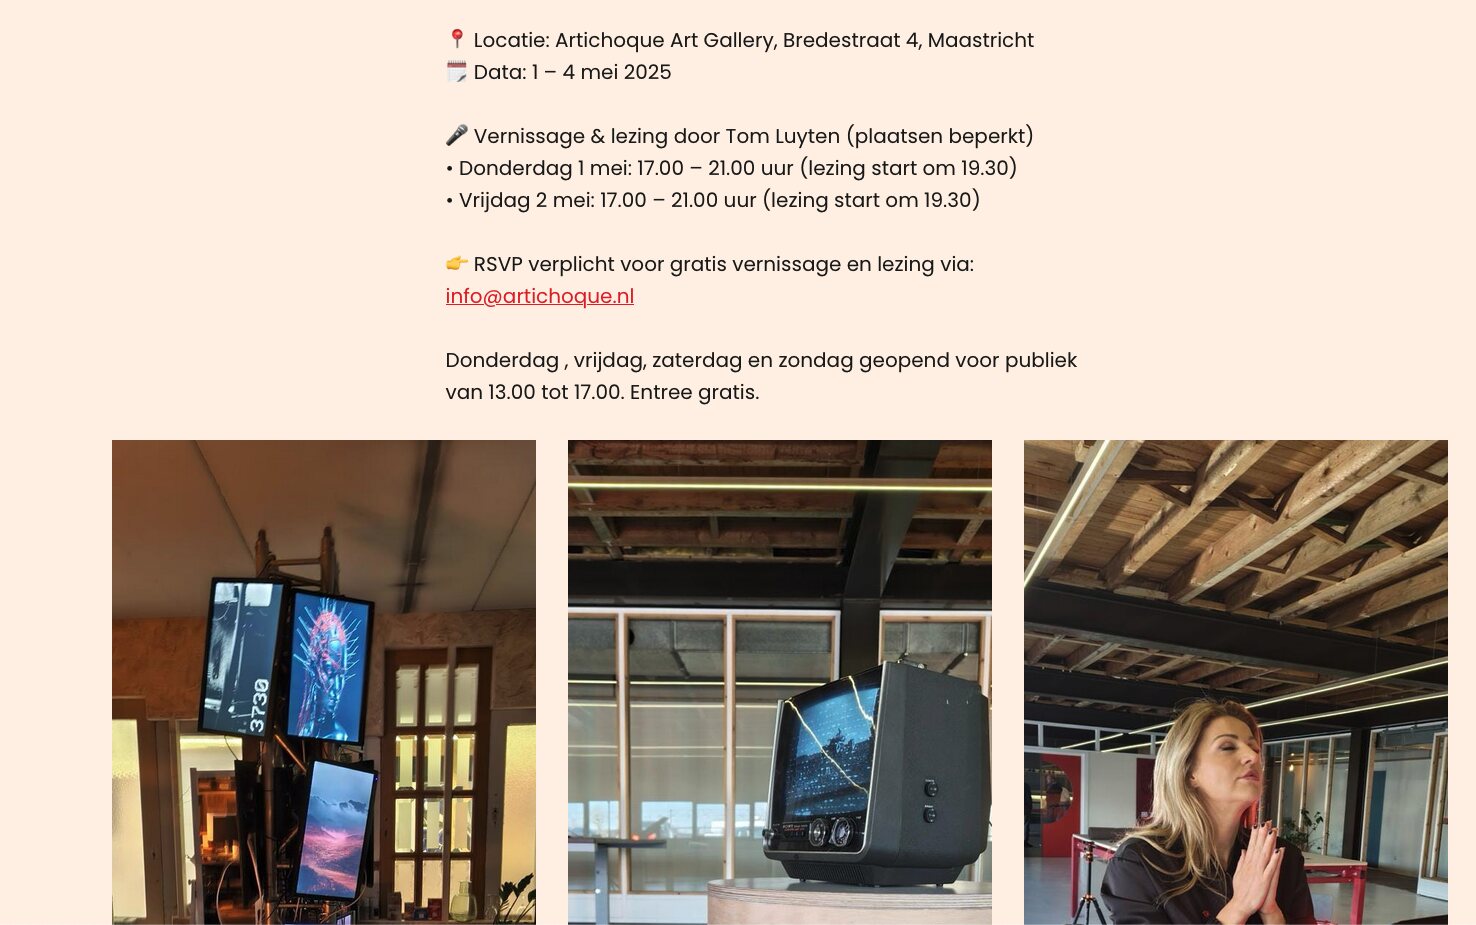 📍 Locatie: Artichoque Art Gallery, Bredestraat 4, Maastricht
🗓️ Data: 1 – 4 mei 2025
🎤 Vernissage & lezing door Tom Luyten (plaatsen beperkt)
• Donderdag 1 mei: 17.00 – 21.00 uur (lezing start om 19.30)
• Vrijdag 2 mei: 17.00 – 21.00 uur (lezing start om 19.30)
👉 RSVP verplicht voor gratis vernissage en lezing via:
info@artichoque.nl
Donderdag , vrijdag, zaterdag en zondag geopend voor publiek
van 13.00 tot 17.00. Entree gratis.
3730